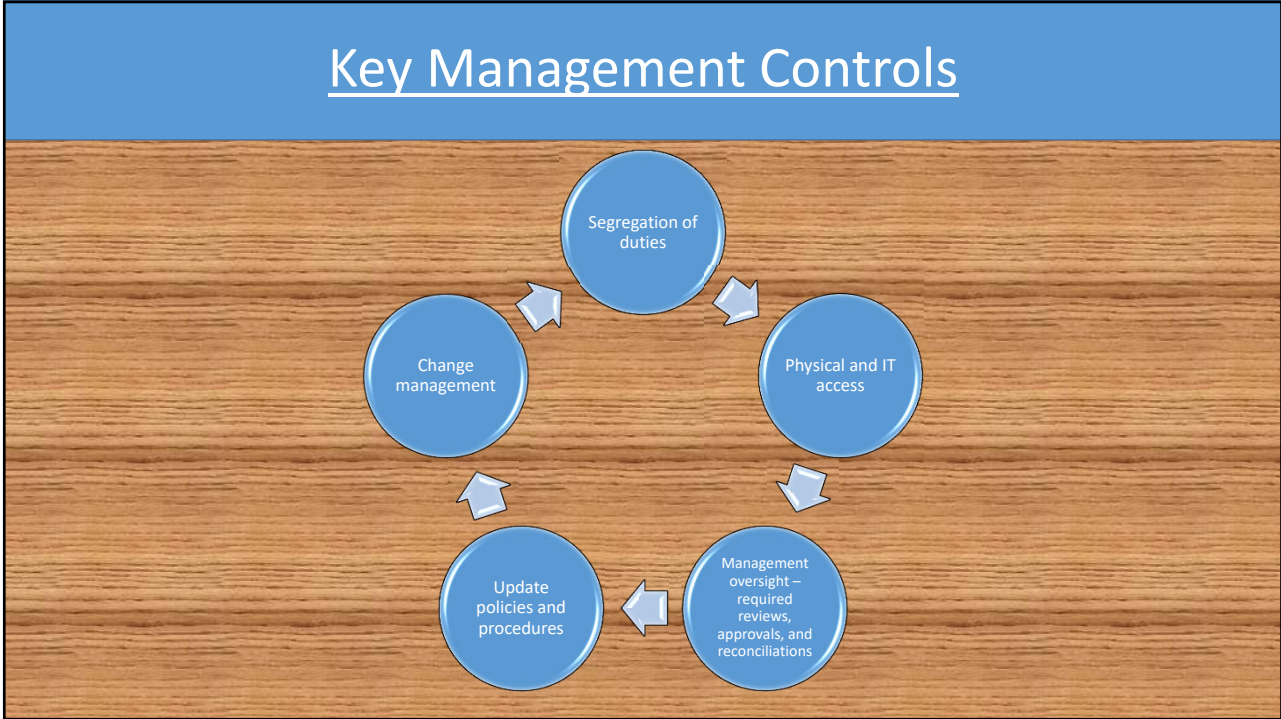 Key Management Controls
Segregation of
duties
Physical and IT
access
Management
oversight –
required
reviews,
approvals, and
reconciliations
Update
policies and
procedures
Change
management